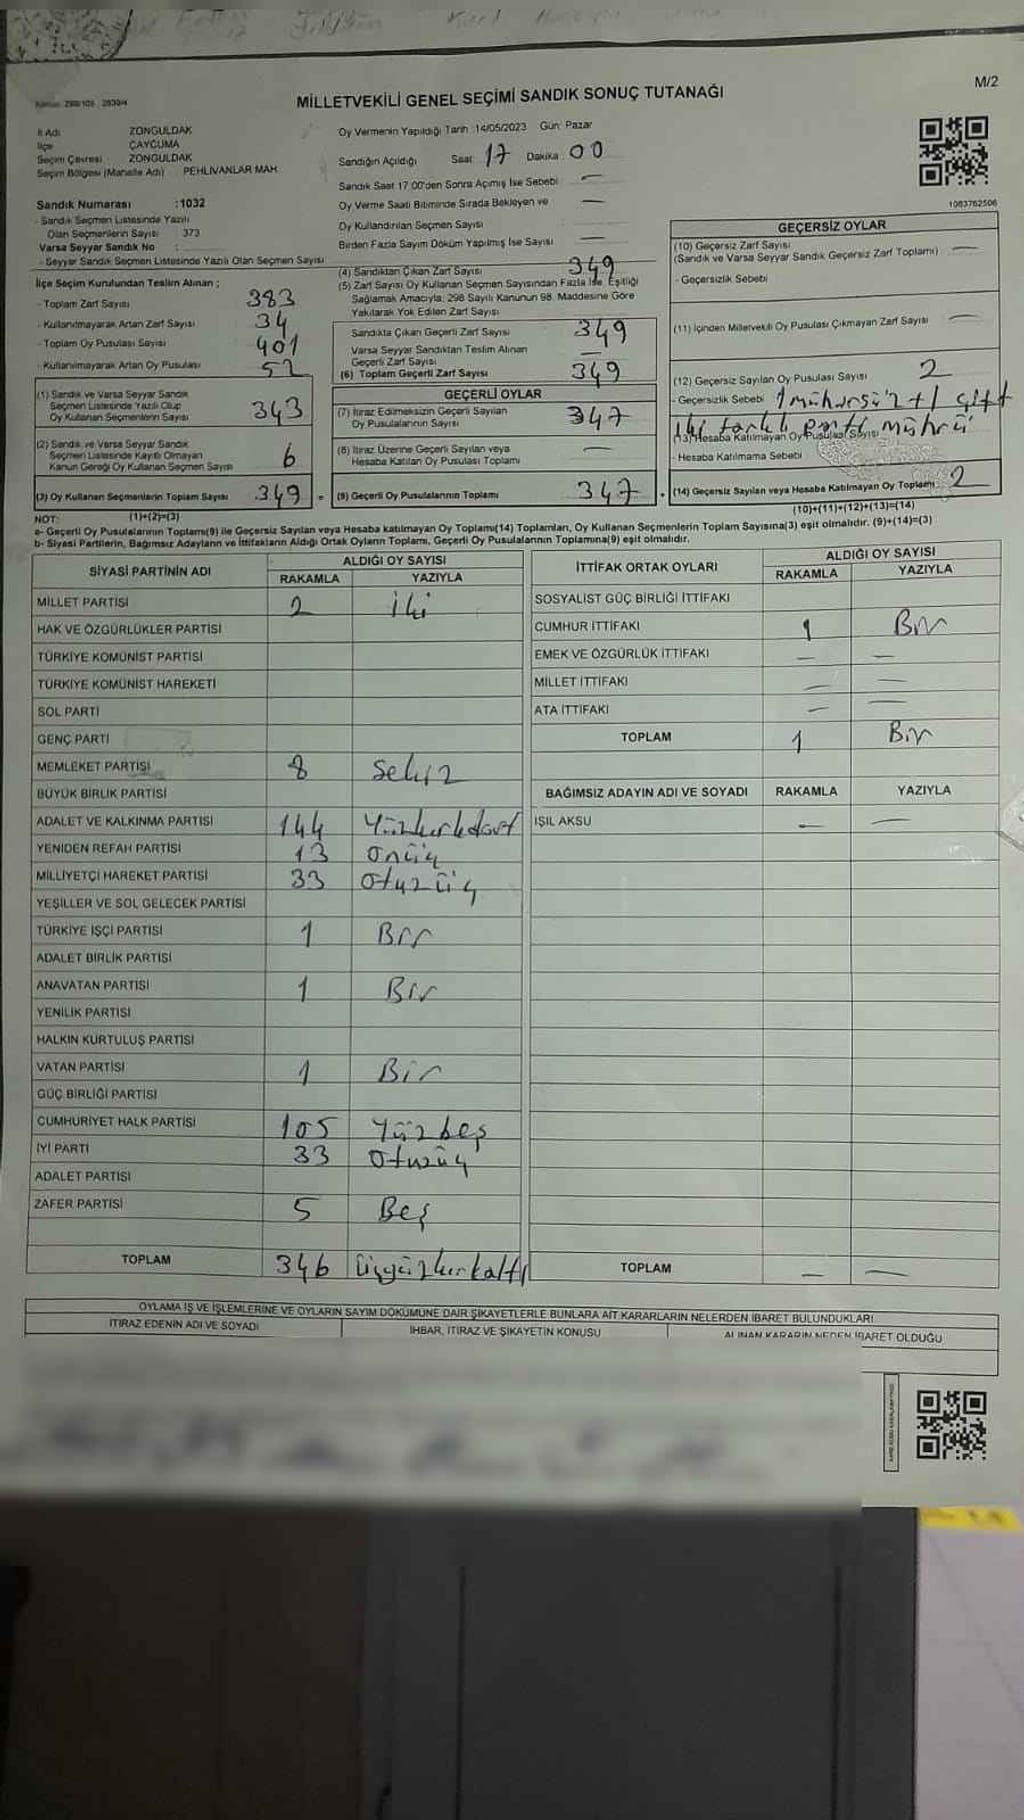 M/2
MİLLETVEKİLİ GENEL SEÇİMİ SANDIK SONUÇ TUTANAĞI
İl Adı ZONGULDAK
İlçe ÇAYCUMA
Seçim Çevresi ZONGULDAK
Seçim Bölgesi (Mahalle Adı) PEHLİVANLAR MAH.
Oy Vermenin Yapıldığı Tarih :14/05/2023 Gün: Pazar
Sandığın Açıldığı Saat: 17 Dakika: 00
Sandık Saat 17.00'den Sonra Açılmış İse Sebebi —
Sandık Numarası :1032
- Sandık Seçmen Listesinde Yazılı
Olan Seçmenlerin Sayısı 373
Varsa Seyyar Sandık No :
- Seyyar Sandık Seçmen Listesinde Yazılı Olan Seçmen Sayısı
Oy Verme Saati Bitiminde Sırada Bekleyen ve —
Oy Kullandırılan Seçmen Sayısı
Birden Fazla Sayım Döküm Yapılmış İse Sayısı —
1083762506
İlçe Seçim Kurulundan Teslim Alınan ;
- Toplam Zarf Sayısı 383
- Kullanılmayarak Artan Zarf Sayısı 34
- Toplam Oy Pusulası Sayısı 401
- Kullanılmayarak Artan Oy Pusulası 52
(4) Sandıktan Çıkan Zarf Sayısı 349
(5) Zarf Sayısı Oy Kullanan Seçmen Sayısından Fazla İse, Eşitliği
Sağlamak Amacıyla, 298 Sayılı Kanunun 98. Maddesine Göre
Yakılarak Yok Edilen Zarf Sayısı
Sandıkta Çıkan Geçerli Zarf Sayısı 349
Varsa Seyyar Sandıktan Teslim Alınan
Geçerli Zarf Sayısı —
(6) Toplam Geçerli Zarf Sayısı 349
GEÇERSİZ OYLAR
(10) Geçersiz Zarf Sayısı —
(Sandık ve Varsa Seyyar Sandık Geçersiz Zarf Toplamı)
- Geçersizlik Sebebi
(11) İçinden Milletvekili Oy Pusulası Çıkmayan Zarf Sayısı —
(12) Geçersiz Sayılan Oy Pusulası Sayısı 2
- Geçersizlik Sebebi 1 mühürsüz + 1 çift
iki farklı parti mührü
(13) Hesaba Katılmayan Oy Pusulası Sayısı
- Hesaba Katılmama Sebebi
(14) Geçersiz Sayılan veya Hesaba Katılmayan Oy Toplamı 2
(10)+(11)+(12)+(13)=(14)
(1) Sandık ve Varsa Seyyar Sandık
Seçmen Listesinde Yazılı Olup
Oy Kullanan Seçmenlerin Sayısı 343
(2) Sandık ve Varsa Seyyar Sandık
Seçmen Listesinde Kayıtlı Olmayan
Kanun Gereği Oy Kullanan Seçmen Sayısı 6
(3) Oy Kullanan Seçmenlerin Toplam Sayısı 349
(1)+(2)=(3)
GEÇERLİ OYLAR
(7) İtiraz Edilmeksizin Geçerli Sayılan
Oy Pusulalarının Sayısı 347
(8) İtiraz Üzerine Geçerli Sayılan veya
Hesaba Katılan Oy Pusulası Toplamı —
(9) Geçerli Oy Pusulalarının Toplamı 347
NOT:
a- Geçerli Oy Pusulalarının Toplamı(9) ile Geçersiz Sayılan veya Hesaba katılmayan Oy Toplamı(14) Toplamları, Oy Kullanan Seçmenlerin Toplam Sayısına(3) eşit olmalıdır. (9)+(14)=(3)
b- Siyasi Partilerin, Bağımsız Adayların ve İttifakların Aldığı Ortak Oyların Toplamı, Geçerli Oy Pusulalarının Toplamına(9) eşit olmalıdır.
SİYASİ PARTİNİN ADI ALDIĞI OY SAYISI
RAKAMLA YAZIYLA
MİLLET PARTİSİ 2 iki
HAK VE ÖZGÜRLÜKLER PARTİSİ
TÜRKİYE KOMÜNİST PARTİSİ
TÜRKİYE KOMÜNİST HAREKETİ
SOL PARTİ
GENÇ PARTİ
MEMLEKET PARTİSİ 8 Sekiz
BÜYÜK BİRLİK PARTİSİ
ADALET VE KALKINMA PARTİSİ 144 Yüzkırkdört
YENİDEN REFAH PARTİSİ 13 Onüç
MİLLİYETÇİ HAREKET PARTİSİ 33 Otuzüç
YEŞİLLER VE SOL GELECEK PARTİSİ
TÜRKİYE İŞÇİ PARTİSİ 1 Bir
ADALET BİRLİK PARTİSİ
ANAVATAN PARTİSİ 1 Bir
YENİLİK PARTİSİ
HALKIN KURTULUŞ PARTİSİ
VATAN PARTİSİ 1 Bir
GÜÇ BİRLİĞİ PARTİSİ
CUMHURİYET HALK PARTİSİ 105 Yüzbeş
İYİ PARTİ 33 Otuzüç
ADALET PARTİSİ
ZAFER PARTİSİ 5 Beş
TOPLAM 346 Üçyüzkırkaltı
İTTİFAK ORTAK OYLARI ALDIĞI OY SAYISI
RAKAMLA YAZIYLA
SOSYALİST GÜÇ BİRLİĞİ İTTİFAKI
CUMHUR İTTİFAKI 1 Bir
EMEK VE ÖZGÜRLÜK İTTİFAKI — —
MİLLET İTTİFAKI — —
ATA İTTİFAKI — —
TOPLAM 1 Bir
BAĞIMSIZ ADAYIN ADI VE SOYADI RAKAMLA YAZIYLA
IŞIL AKSU — —
TOPLAM — —
OYLAMA İŞ VE İŞLEMLERİNE VE OYLARIN SAYIM DÖKÜMÜNE DAİR ŞİKAYETLERLE BUNLARA AİT KARARLARIN NELERDEN İBARET BULUNDUKLARI
İTİRAZ EDENİN ADI VE SOYADI İHBAR, İTİRAZ VE ŞİKAYETİN KONUSU ALINAN KARARIN NEDEN İBARET OLDUĞU